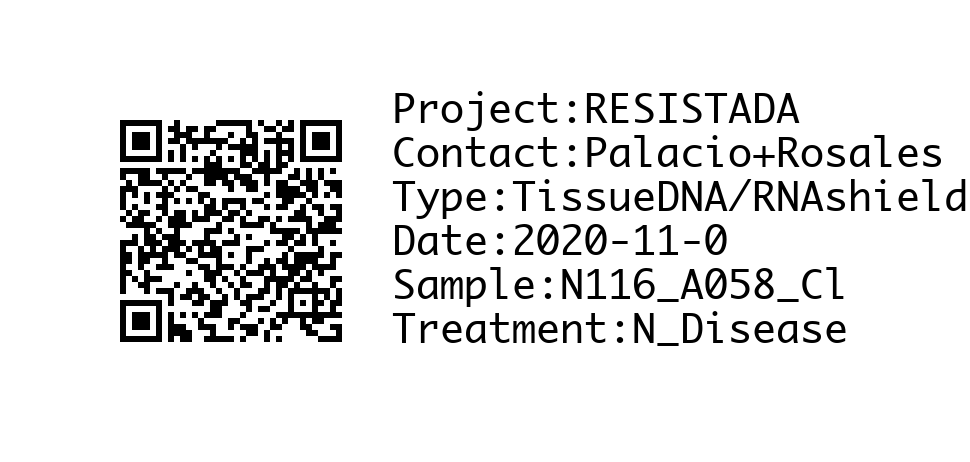 Project:RESISTADA
Contact:Palacio+Rosales
Type:TissueDNA/RNAshield
Date:2020-11-0
Sample:N116_A058_Cl
Treatment:N_Disease